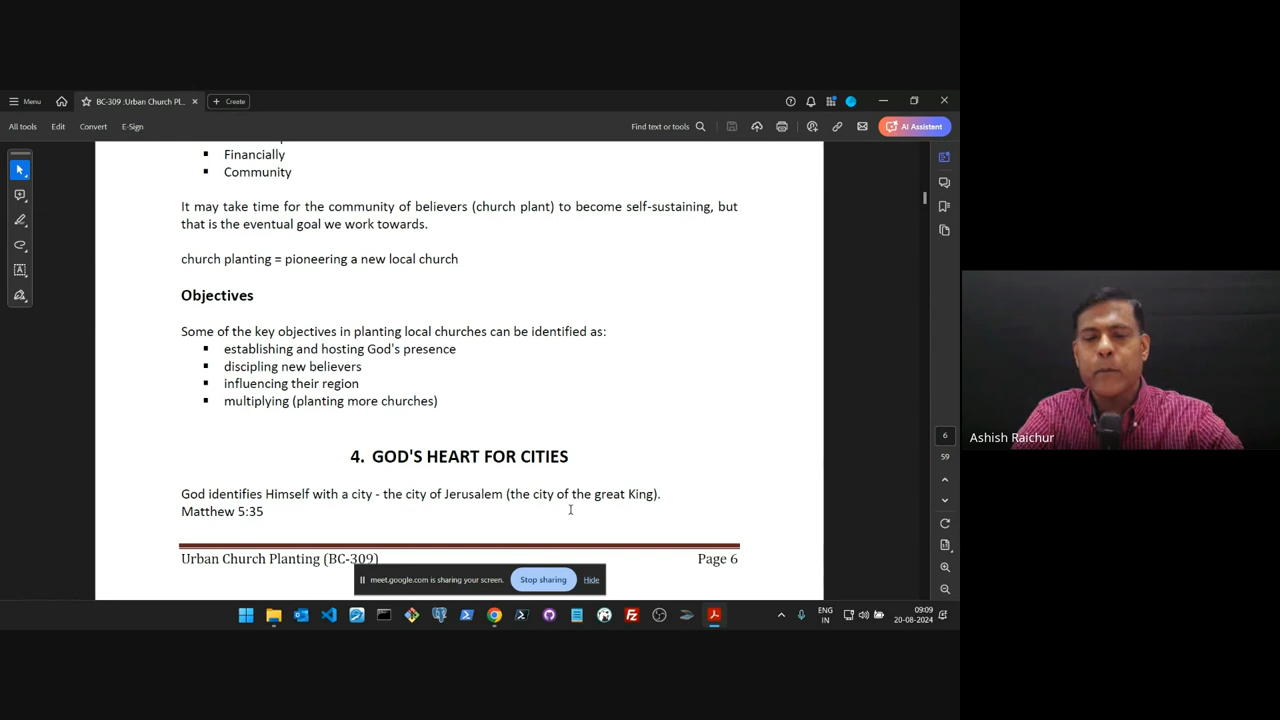 Menu
BC-309 :Urban Church Pl...
Create
All tools
Edit
Convert
E-Sign
Find text or tools
AI Assistant
Financially
Community
It may take time for the community of believers (church plant) to become self-sustaining, but
that is the eventual goal we work towards.
church planting = pioneering a new local church
Objectives
Some of the key objectives in planting local churches can be identified as:
establishing and hosting God's presence
discipling new believers
influencing their region
multiplying (planting more churches)
4. GOD'S HEART FOR CITIES
God identifies Himself with a city - the city of Jerusalem (the city of the great King).
Matthew 5:35
Urban Church Planting (BC-309)
Page 6
6
59
meet.google.com is sharing your screen.
Stop sharing
Hide
ENG
IN
09:09
20-08-2024
Ashish Raichur